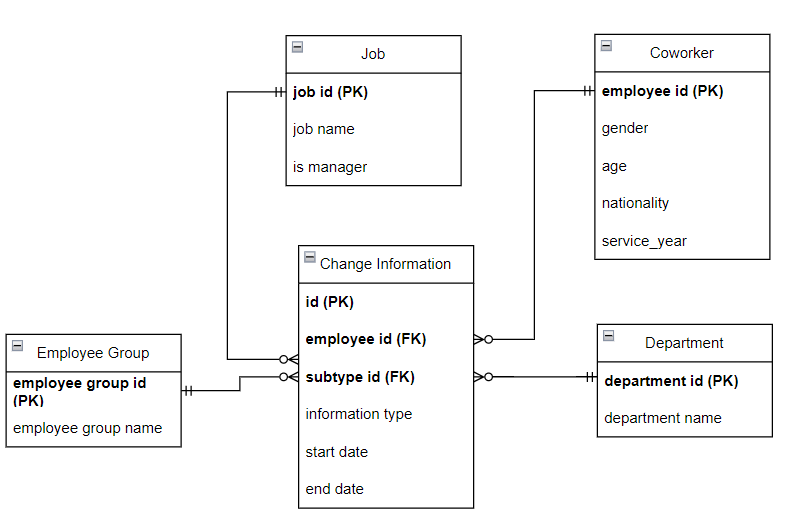 Job
job id (PK)
job name
is manager
Coworker
employee id (PK)
gender
age
nationality
service_year
Change Information
id (PK)
employee id (FK)
subtype id (FK)
information type
start date
end date
Employee Group
employee group id
(PK)
employee group name
Department
department id (PK)
department name